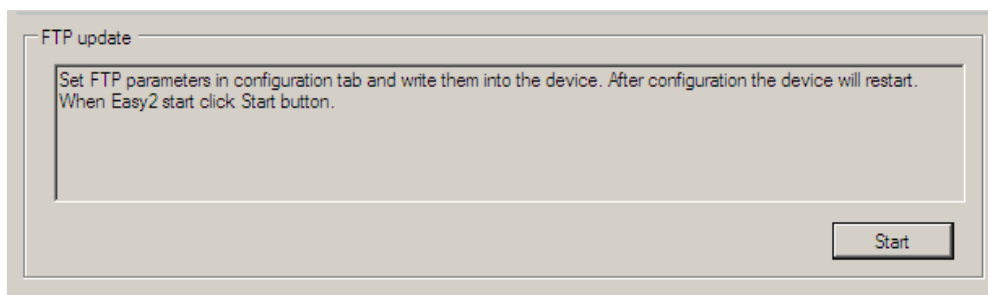 FTP update
Set FTP parameters in configuration tab and write them into the device. After configuration the device will restart.
When Easy2 start click Start button.
Start